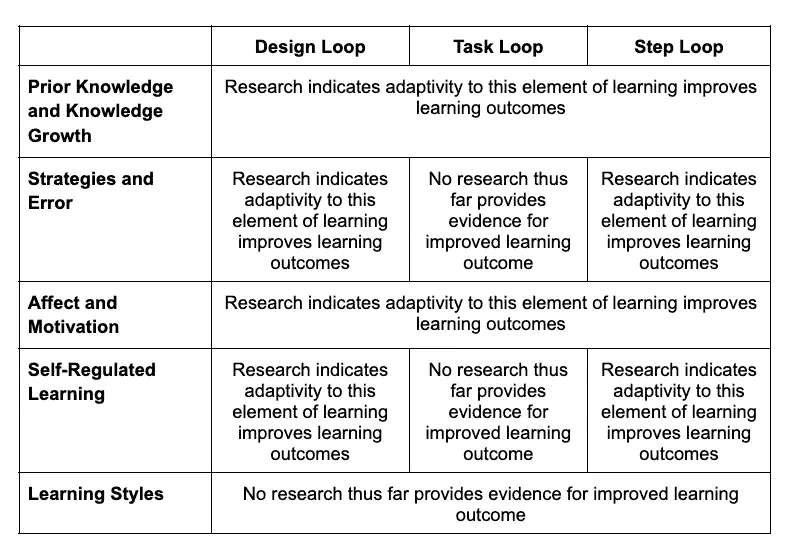 Design Loop Task Loop Step Loop
Prior Knowledge
and Knowledge
Growth
Research indicates adaptivity to this element of learning improves
learning outcomes
Strategies and
Error
Research indicates
adaptivity to this
element of learning
improves learning
outcomes
No research thus
far provides
evidence for
improved learning
outcome
Research indicates
adaptivity to this
element of learning
improves learning
outcomes
Affect and
Motivation
Research indicates adaptivity to this element of learning improves
learning outcomes
Self-Regulated
Learning
Research indicates
adaptivity to this
element of learning
improves learning
outcomes
No research thus
far provides
evidence for
improved learning
outcome
Research indicates
adaptivity to this
element of learning
improves learning
outcomes
Learning Styles
No research thus far provides evidence for improved learning
outcome